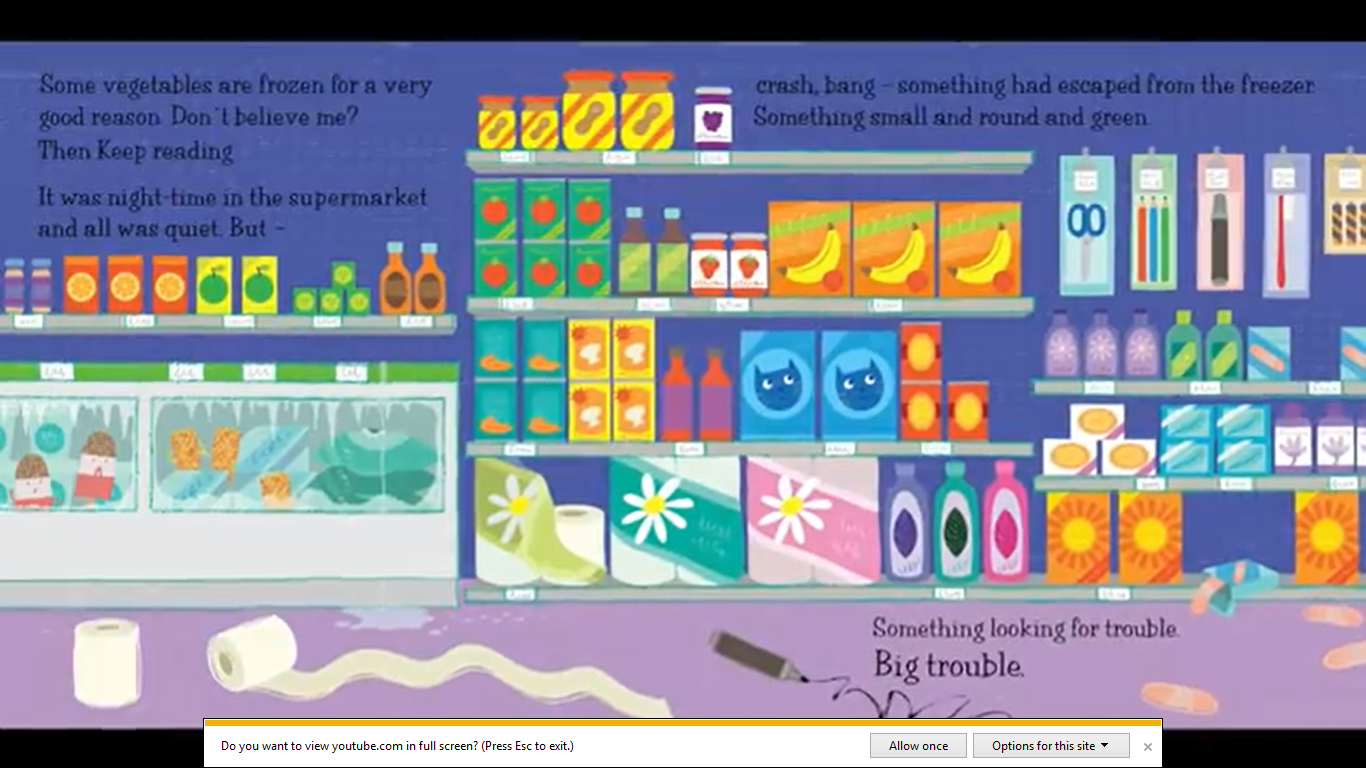 Some vegetables are frozen for a very
good reason. Don't believe me?
Then Keep reading
It was night-time in the supermarket
and all was quiet. But -
crash, bang - something had escaped from the freezer.
Something small and round and green.
Something looking for trouble.
Big trouble.
Do you want to view youtube.com in full screen? (Press Esc to exit.)
Allow once
Options for this site